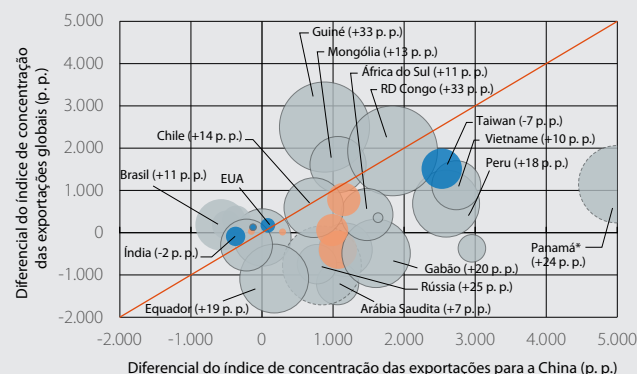 Diferencial do índice de concentração
das exportações globais (p. p.)
5.000
4.000
3.000
2.000
1.000
0
-1.000
-2.000
Guiné (+33 p. p.)
Mongólia (+13 p. p.)
África do Sul (+11 p. p.)
RD Congo (+33 p. p.)
Taiwan (-7 p. p.)
Vietname (+10 p. p.)
Peru (+18 p. p.)
Chile (+14 p. p.)
Brasil (+11 p. p.)
EUA
Índia (-2 p. p.)
Equador (+19 p. p.)
Panamá*
(+24 p. p.)
Gabão (+20 p. p.)
Rússia (+25 p. p.)
Arábia Saudita (+7 p. p.)
-2.000 -1.000 0 1.000 2.000 3.000 4.000 5.000
Diferencial do índice de concentração das exportações para a China (p. p.)